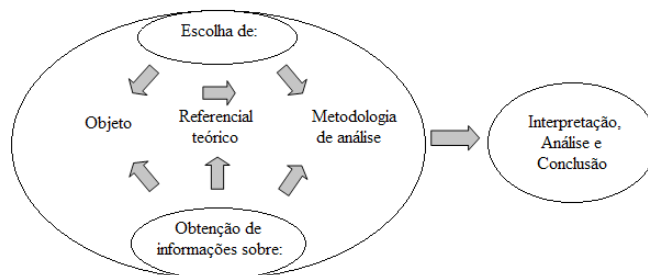 Escolha de:
Objeto
Referencial
teórico
Metodologia
de análise
Obtenção de
informações sobre:
Interpretação,
Análise e
Conclusão